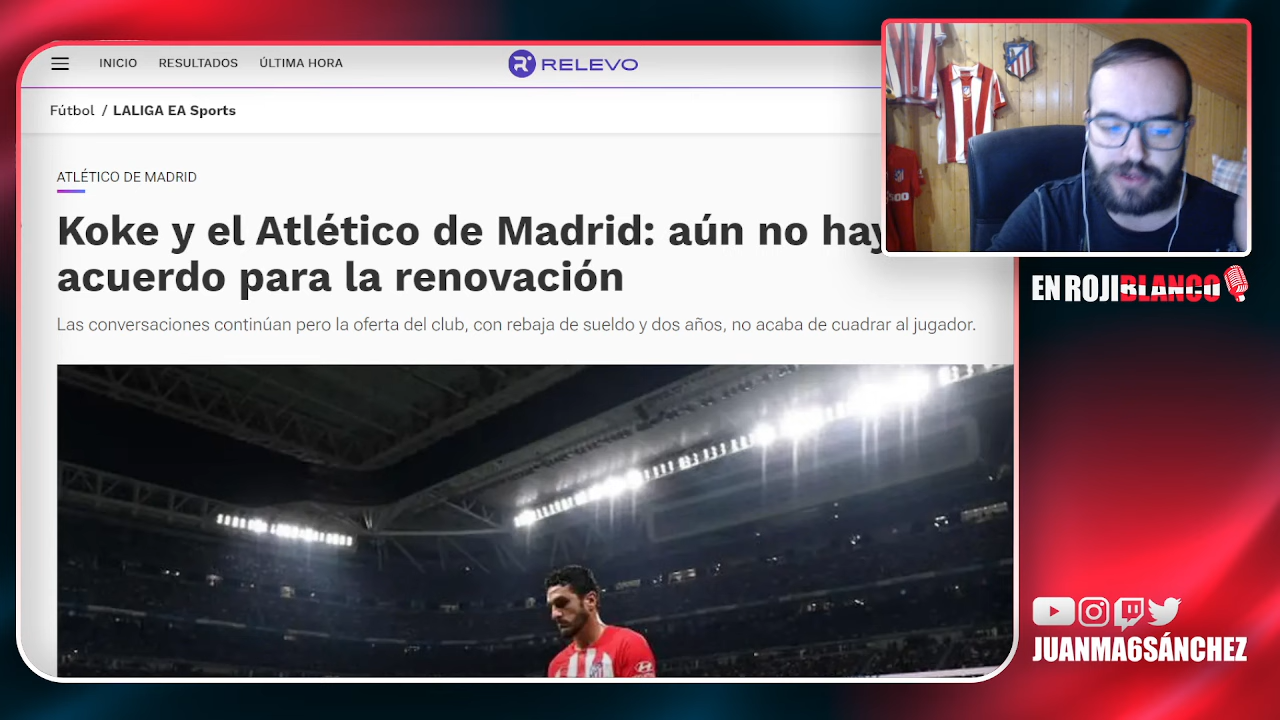 INICIO RESULTADOS ÚLTIMA HORA RELEVO
Fútbol / LALIGA EA Sports
ATLÉTICO DE MADRID
Koke y el Atlético de Madrid: aún no hay
acuerdo para la renovación
Las conversaciones continúan pero la oferta del club, con rebaja de sueldo y dos años, no acaba de cuadrar al jugador.
EN ROJIBLANCO
JUANMA6SÁNCHEZ